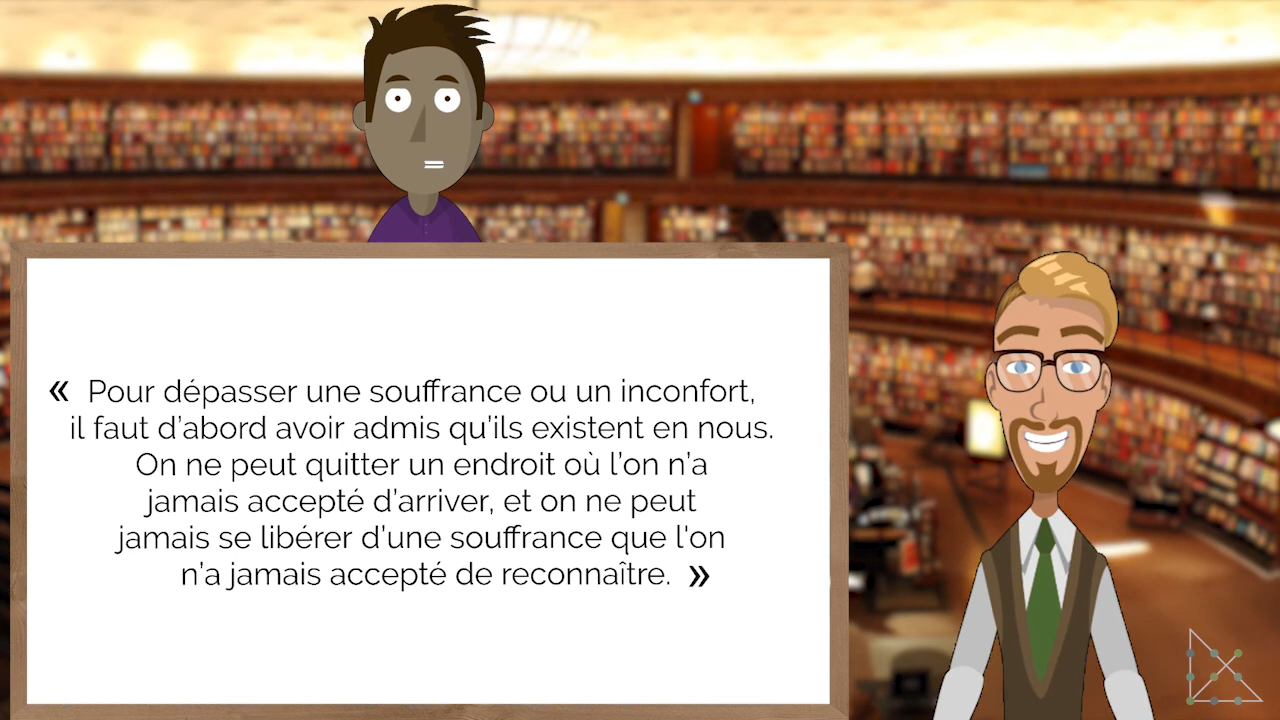 « Pour dépasser une souffrance ou un inconfort,
il faut d'abord avoir admis qu'ils existent en nous.
On ne peut quitter un endroit où l'on n'a
jamais accepté d'arriver, et on ne peut
jamais se libérer d'une souffrance que l'on
n'a jamais accepté de reconnaître. »